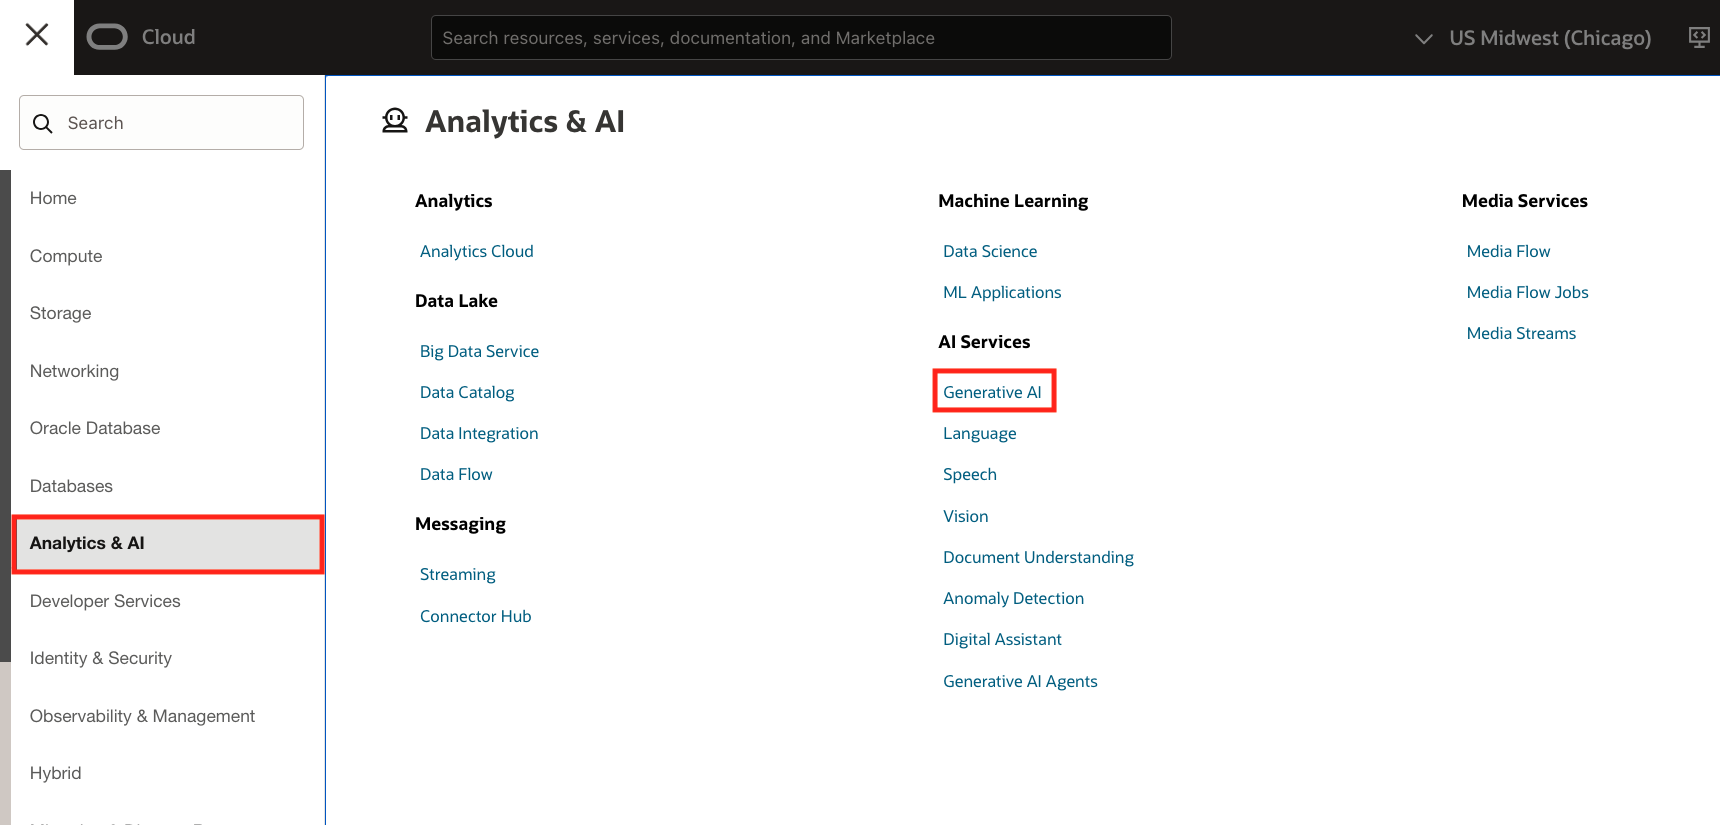 Cloud
Search resources, services, documentation, and Marketplace
US Midwest (Chicago)
Search
Home
Compute
Storage
Networking
Oracle Database
Databases
Analytics & AI
Developer Services
Identity & Security
Observability & Management
Hybrid
Analytics & AI
Analytics
Analytics Cloud
Data Lake
Big Data Service
Data Catalog
Data Integration
Data Flow
Messaging
Streaming
Connector Hub
Machine Learning
Data Science
ML Applications
AI Services
Generative AI
Language
Speech
Vision
Document Understanding
Anomaly Detection
Digital Assistant
Generative AI Agents
Media Services
Media Flow
Media Flow Jobs
Media Streams